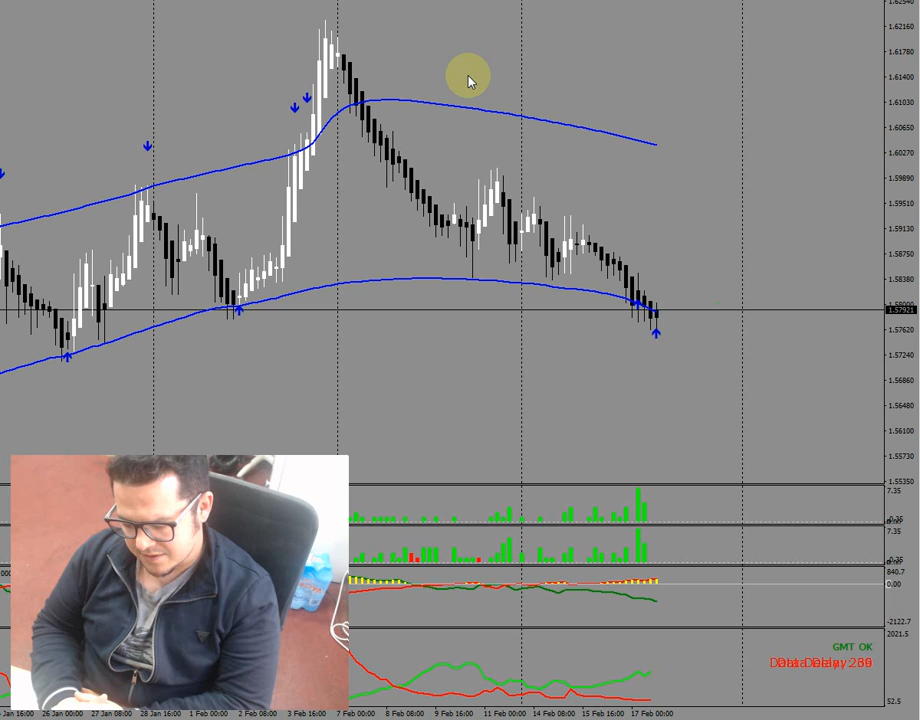 1.62540
1.62160
1.61780
1.61400
1.61030
1.60650
1.60270
1.59890
1.59510
1.59130
1.58750
1.58380
1.57921
1.57620
1.57240
1.56860
1.56480
1.56100
1.55730
1.55350
7.35
7.35
840.7
0,00
-2122.7
2021.5
GMT OK
52.5
26 Jan 00:00
27 Jan 08:00
28 Jan 16:00
1 Feb 00:00
2 Feb 08:00
3 Feb 16:00
7 Feb 00:00
8 Feb 08:00
9 Feb 16:00
11 Feb 00:00
14 Feb 08:00
15 Feb 16:00
17 Feb 00:00